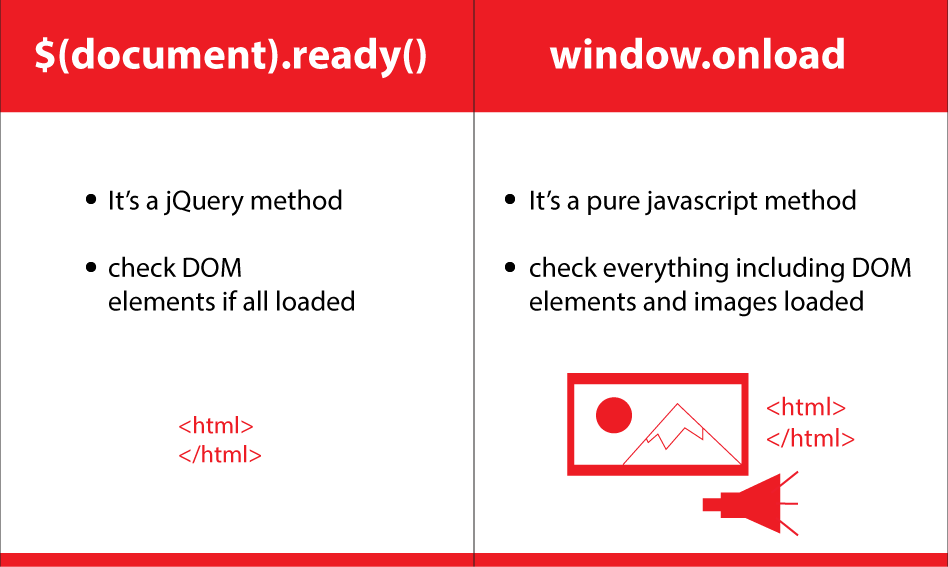 $(document).ready()
• It’s a jQuery method
• check DOM
elements if all loaded
<html>
</html>
window.onload
• It’s a pure javascript method
• check everything including DOM
elements and images loaded
<html>
</html>